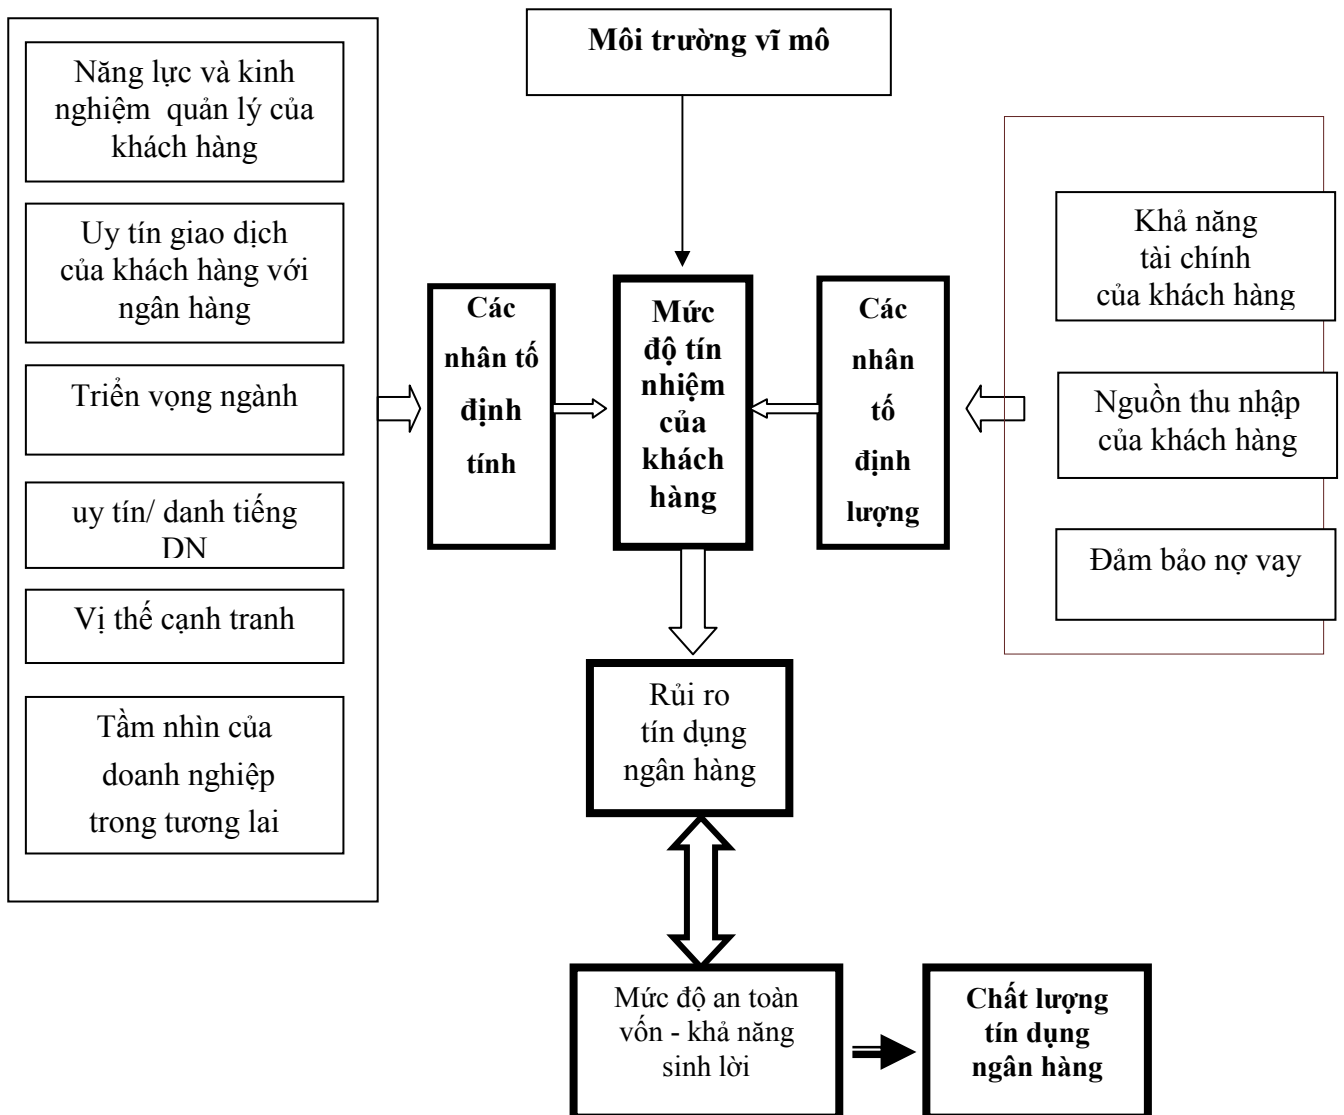 Môi trường vĩ mô
Năng lực và kinh
nghiệm quản lý của
khách hàng
Uy tín giao dịch
của khách hàng với
ngân hàng
Triển vọng ngành
uy tín/ danh tiếng
DN
Vị thế cạnh tranh
Tầm nhìn của
doanh nghiệp
trong tương lai
Các
nhân tố
định
tính
Mức
độ tín
nhiệm
của
khách
hàng
Các
nhân
tố
định
lượng
Khả năng
tài chính
của khách hàng
Nguồn thu nhập
của khách hàng
Đảm bảo nợ vay
Rủi ro
tín dụng
ngân hàng
Mức độ an toàn
vốn - khả năng
sinh lời
Chất lượng
tín dụng
ngân hàng